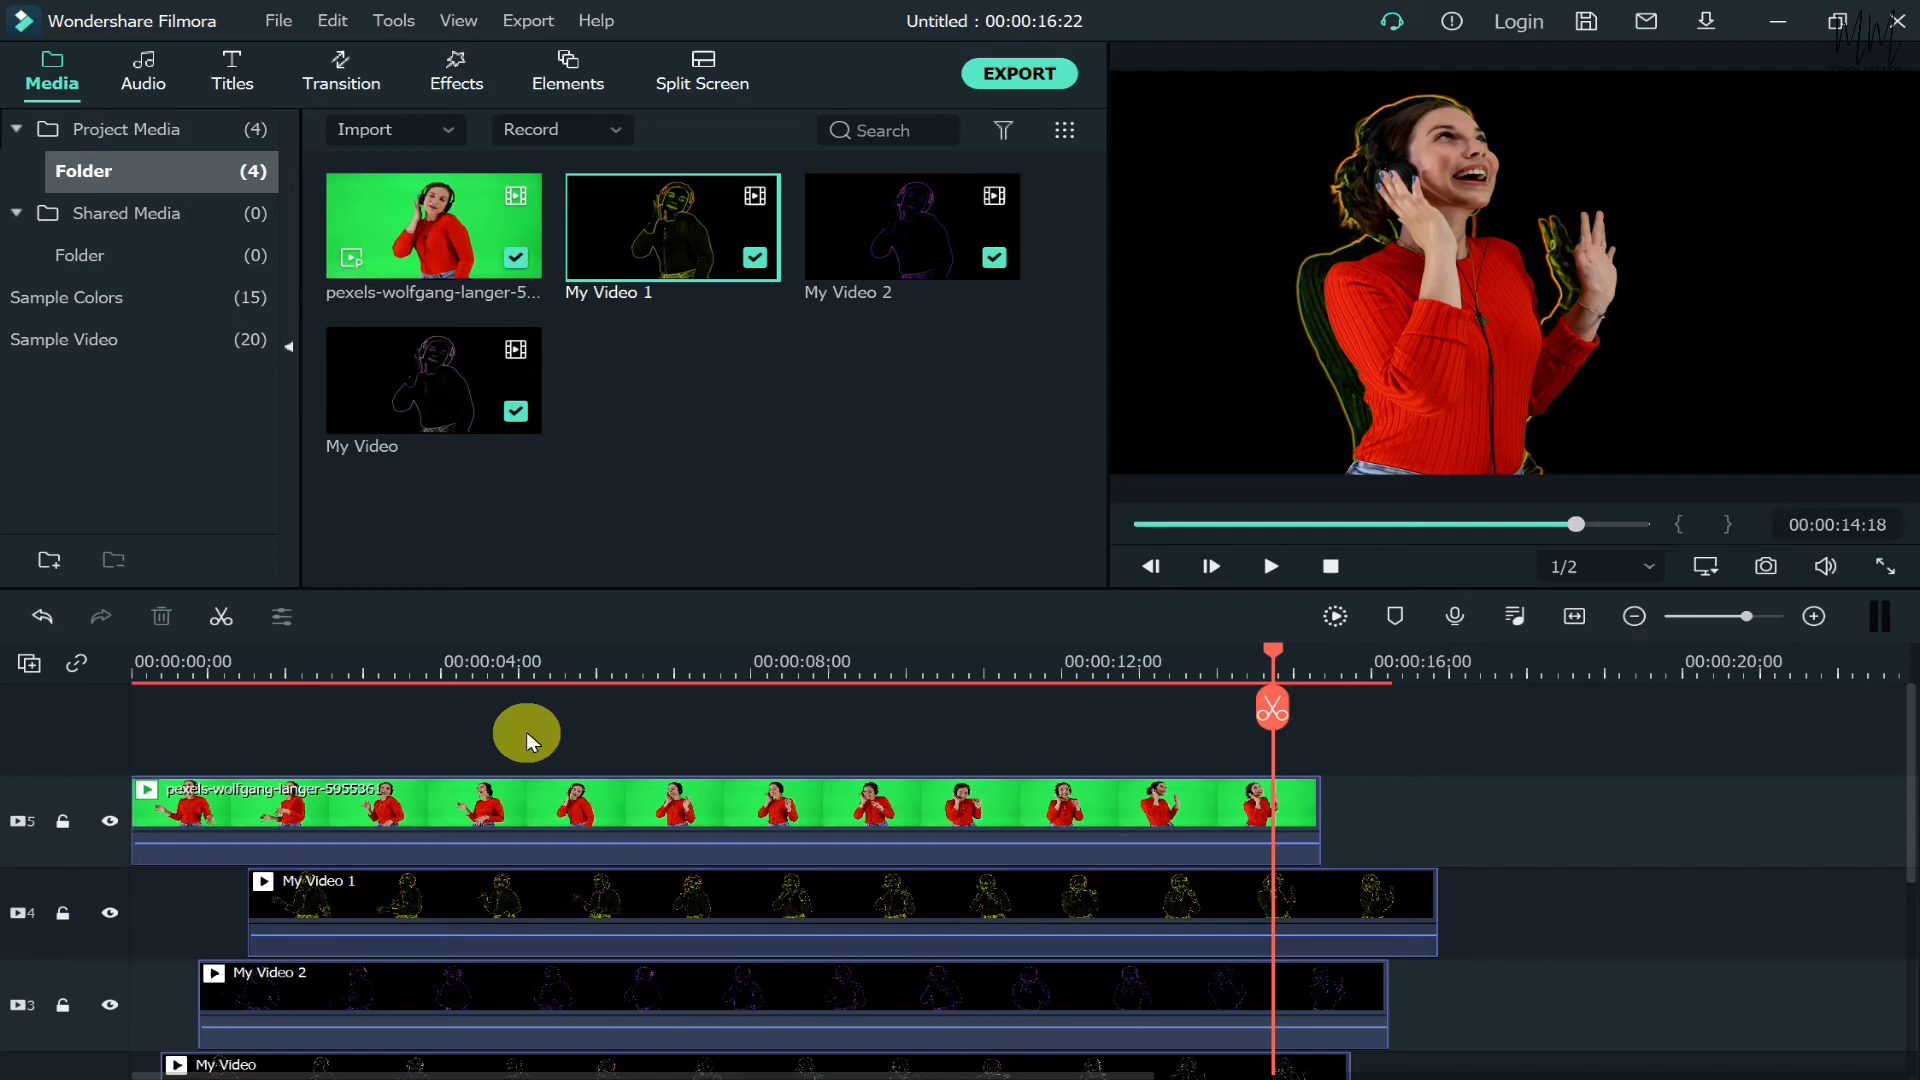 Wondershare Filmora File Edit Tools View Export Help Untitled : 00:00:16:22 Login
Media Audio Titles Transition Effects Elements Split Screen EXPORT
Project Media (4)
Folder (4)
Shared Media (0)
Folder (0)
Sample Colors (15)
Sample Video (20)
Import Record Search
pexels-wolfgang-langer-5... My Video 1 My Video 2
My Video
00:00:14:18
1/2
00:00:00:00 00:00:04:00 00:00:08:00 00:00:12:00 00:00:16:00 00:00:20:00
pexels-wolfgang-langer-5955361
5
My Video 1
4
My Video 2
3
My Video